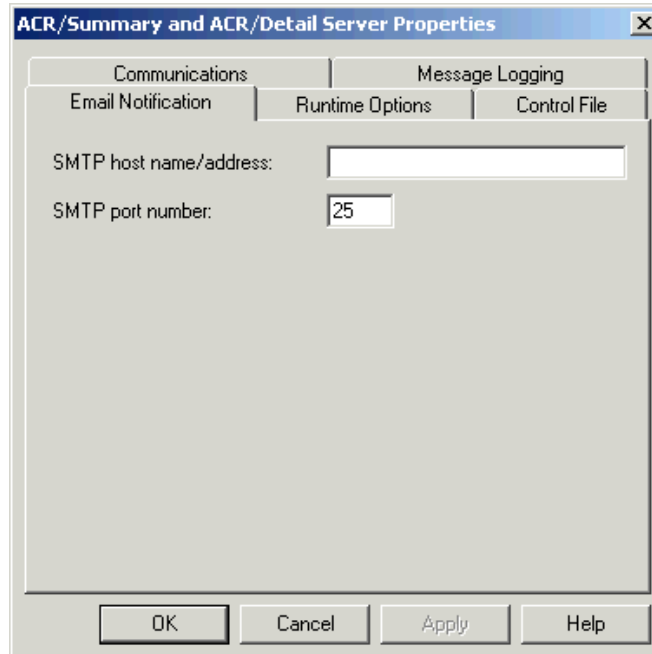 ACR/Summary and ACR/Detail Server Properties
Communications
Message Logging
Email Notification
Runtime Options
Control File
SMTP host name/address:
SMTP port number:
25
OK
Cancel
Apply
Help